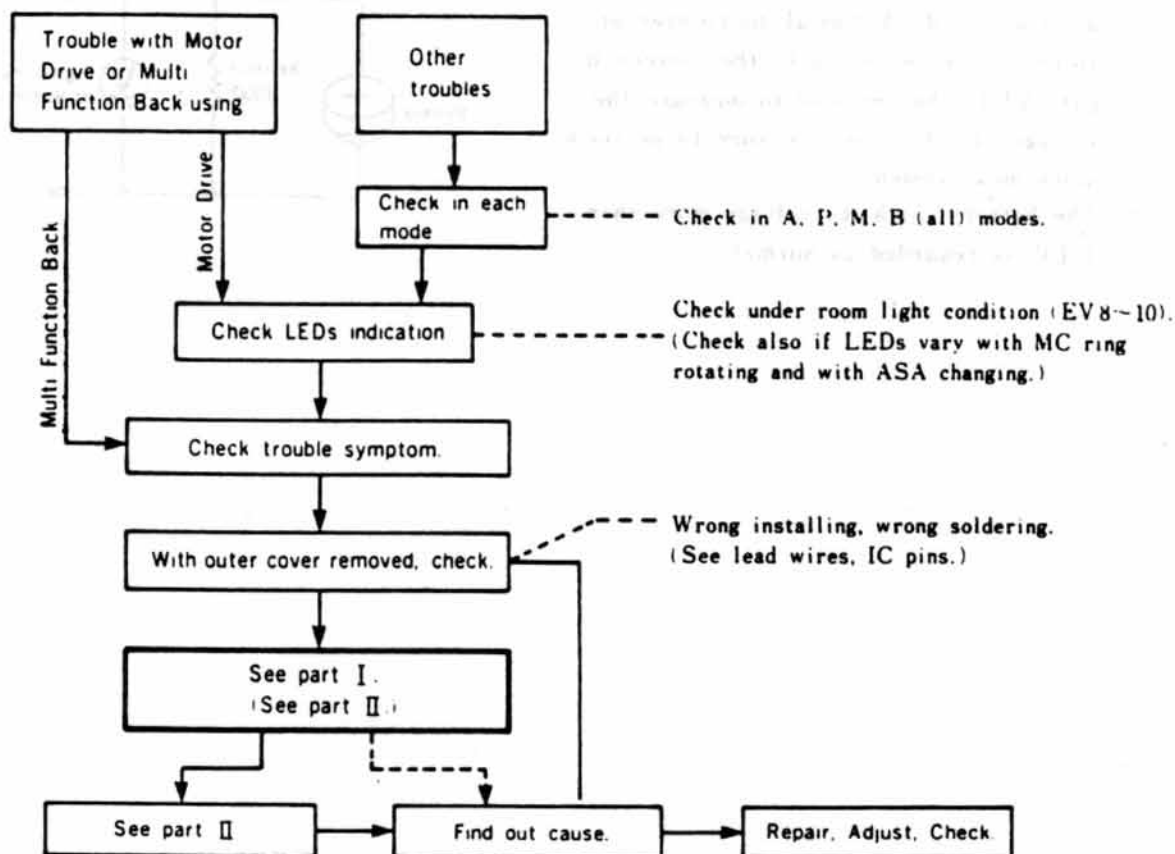 Trouble with Motor
Drive or Multi
Function Back using
Other
troubles
Multi Function Back
Motor Drive
Check in each
mode
Check in A, P, M, B (all) modes.
Check LEDs indication
Check under room light condition (EV 8~10).
(Check also if LEDs vary with MC ring
rotating and with ASA changing.)
Check trouble symptom.
With outer cover removed, check.
Wrong installing, wrong soldering.
(See lead wires, IC pins.)
See part I.
(See part II.)
See part II
Find out cause.
Repair, Adjust, Check.